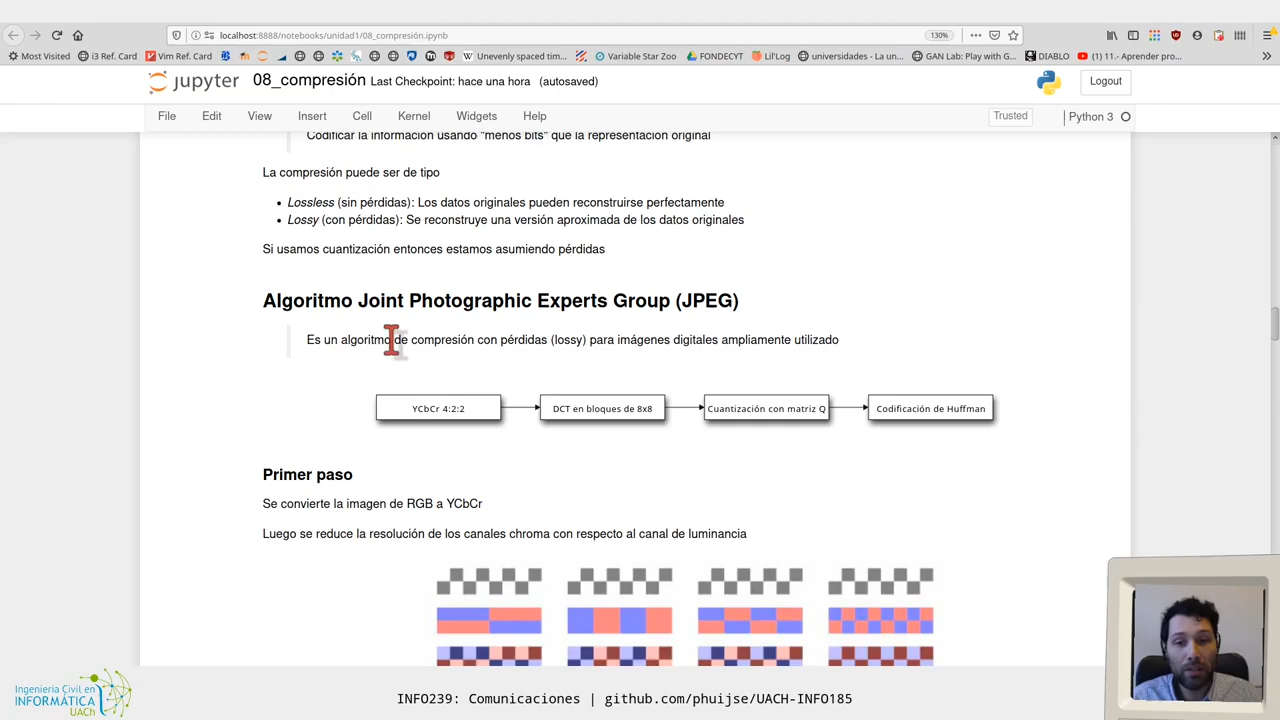 localhost:8888/notebooks/unidad1/08_compresión.ipynb
130%
Most Visited
i3 Ref. Card
Vim Ref. Card
Unevenly spaced tim...
Variable Star Zoo
FONDECYT
Lil'Log
universidades - La un...
GAN Lab: Play with G...
DIABLO
(1) 11.- Aprender pro...
jupyter 08_compresión Last Checkpoint: hace una hora (autosaved)
Logout
File Edit View Insert Cell Kernel Widgets Help
Trusted
Python 3
Codificar la información usando "menos bits" que la representación original
La compresión puede ser de tipo
• Lossless (sin pérdidas): Los datos originales pueden reconstruirse perfectamente
• Lossy (con pérdidas): Se reconstruye una versión aproximada de los datos originales
Si usamos cuantización entonces estamos asumiendo pérdidas
Algoritmo Joint Photographic Experts Group (JPEG)
Es un algoritmo de compresión con pérdidas (lossy) para imágenes digitales ampliamente utilizado
YCbCr 4:2:2
DCT en bloques de 8x8
Cuantización con matriz Q
Codificación de Huffman
Primer paso
Se convierte la imagen de RGB a YCbCr
Luego se reduce la resolución de los canales chroma con respecto al canal de luminancia
Ingeniería Civil en
INFORMÁTICA
UACh
INFO239: Comunicaciones | github.com/phuijse/UACH-INFO185